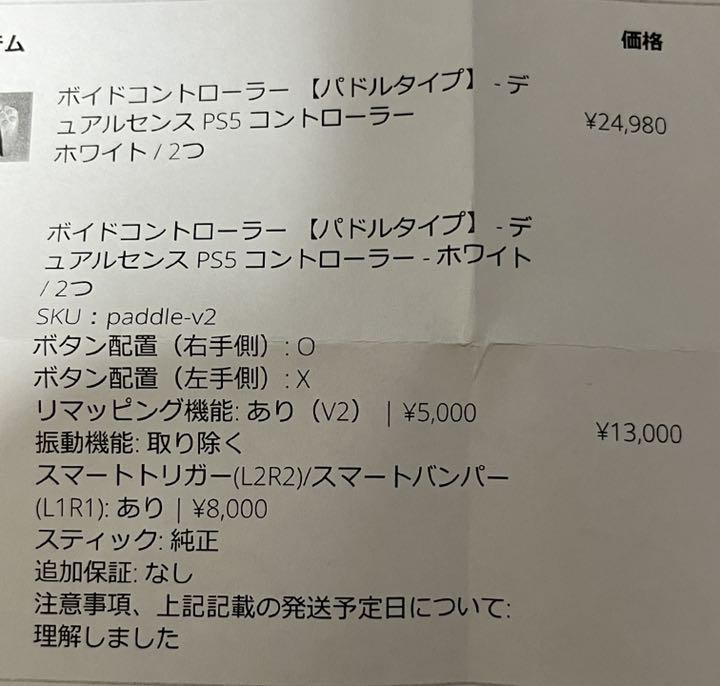 ム 価格
ボイドコントローラー 【パドルタイプ】 - デ
ュアルセンス PS5 コントローラー ¥24,980
ホワイト / 2つ
ボイドコントローラー 【パドルタイプ】 - デ
ュアルセンス PS5 コントローラー - ホワイト
/ 2つ
SKU : paddle-v2
ボタン配置（右手側）: O
ボタン配置（左手側）: X
リマッピング機能: あり（V2） | ¥5,000
¥13,000
振動機能: 取り除く
スマートトリガー(L2R2)/スマートバンパー
(L1R1): あり | ¥8,000
スティック: 純正
追加保証: なし
注意事項、上記記載の発送予定日について:
理解しました